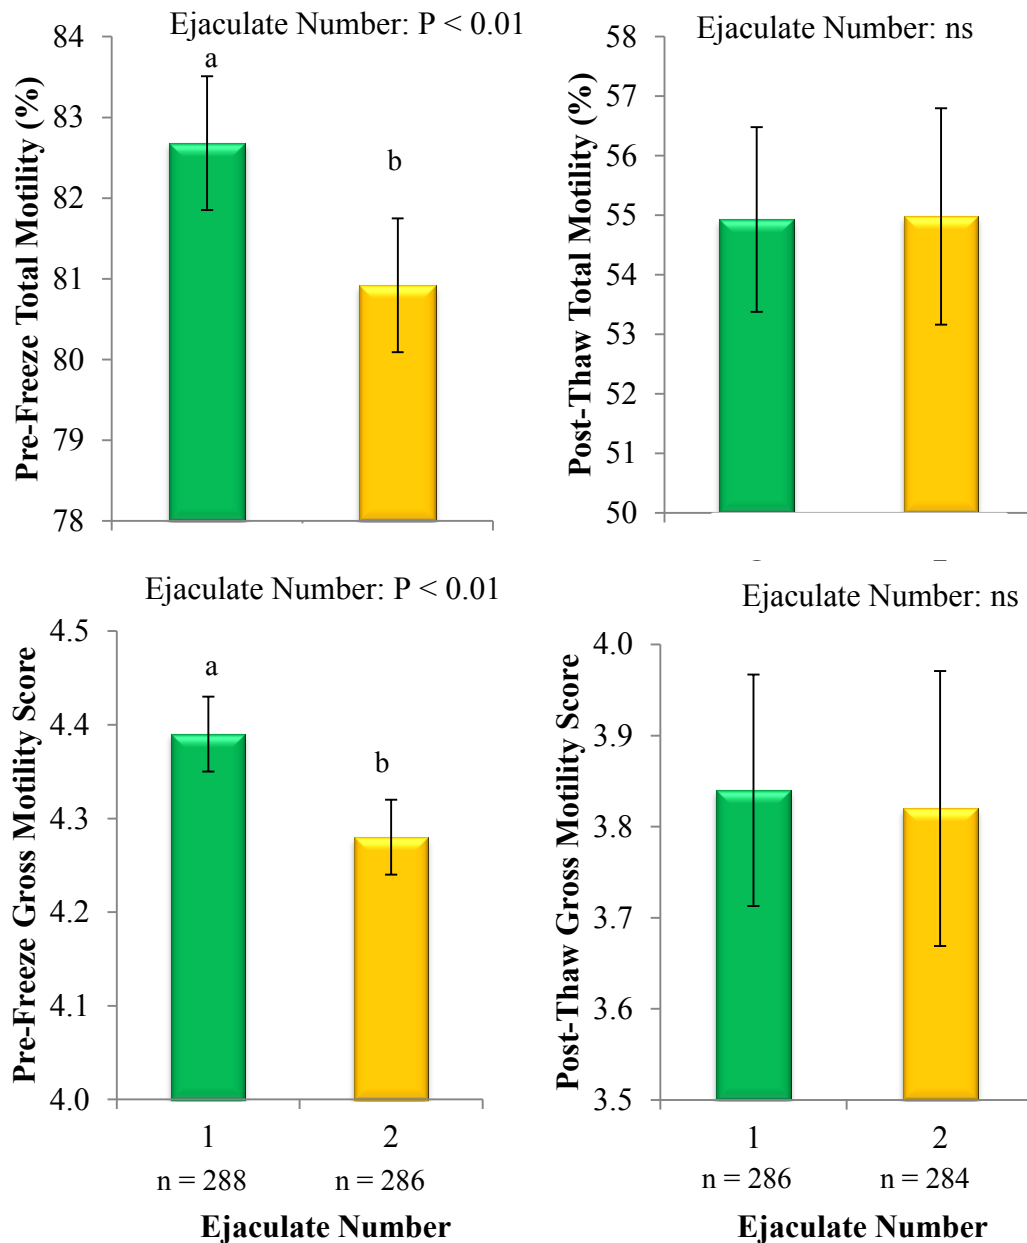 Ejaculate Number: P < 0.01
Pre-Freeze Total Motility (%)
84
83
82
81
80
79
78
a
b
Ejaculate Number: ns
Post-Thaw Total Motility (%)
58
57
56
55
54
53
52
51
50
Ejaculate Number: P < 0.01
Pre-Freeze Gross Motility Score
4.5
4.4
4.3
4.2
4.1
4.0
a
b
1 2
n = 288 n = 286
Ejaculate Number
Ejaculate Number: ns
Post-Thaw Gross Motility Score
4.0
3.9
3.8
3.7
3.6
3.5
1 2
n = 286 n = 284
Ejaculate Number